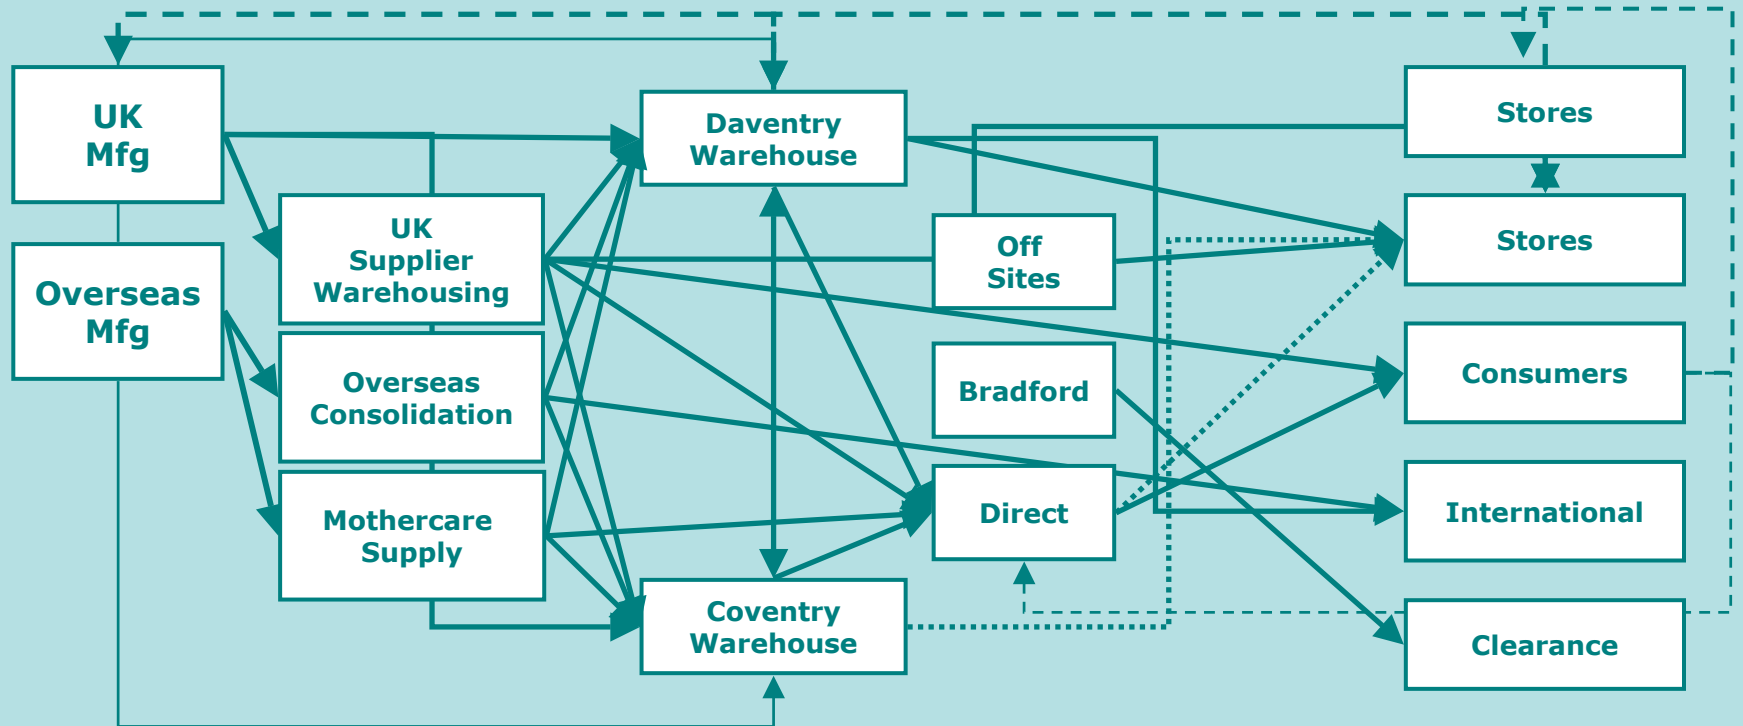 UK
Mfg
Overseas
Mfg
UK
Supplier
Warehousing
Overseas
Consolidation
Mothercare
Supply
Daventry
Warehouse
Coventry
Warehouse
Off
Sites
Bradford
Direct
Stores
Stores
Consumers
International
Clearance